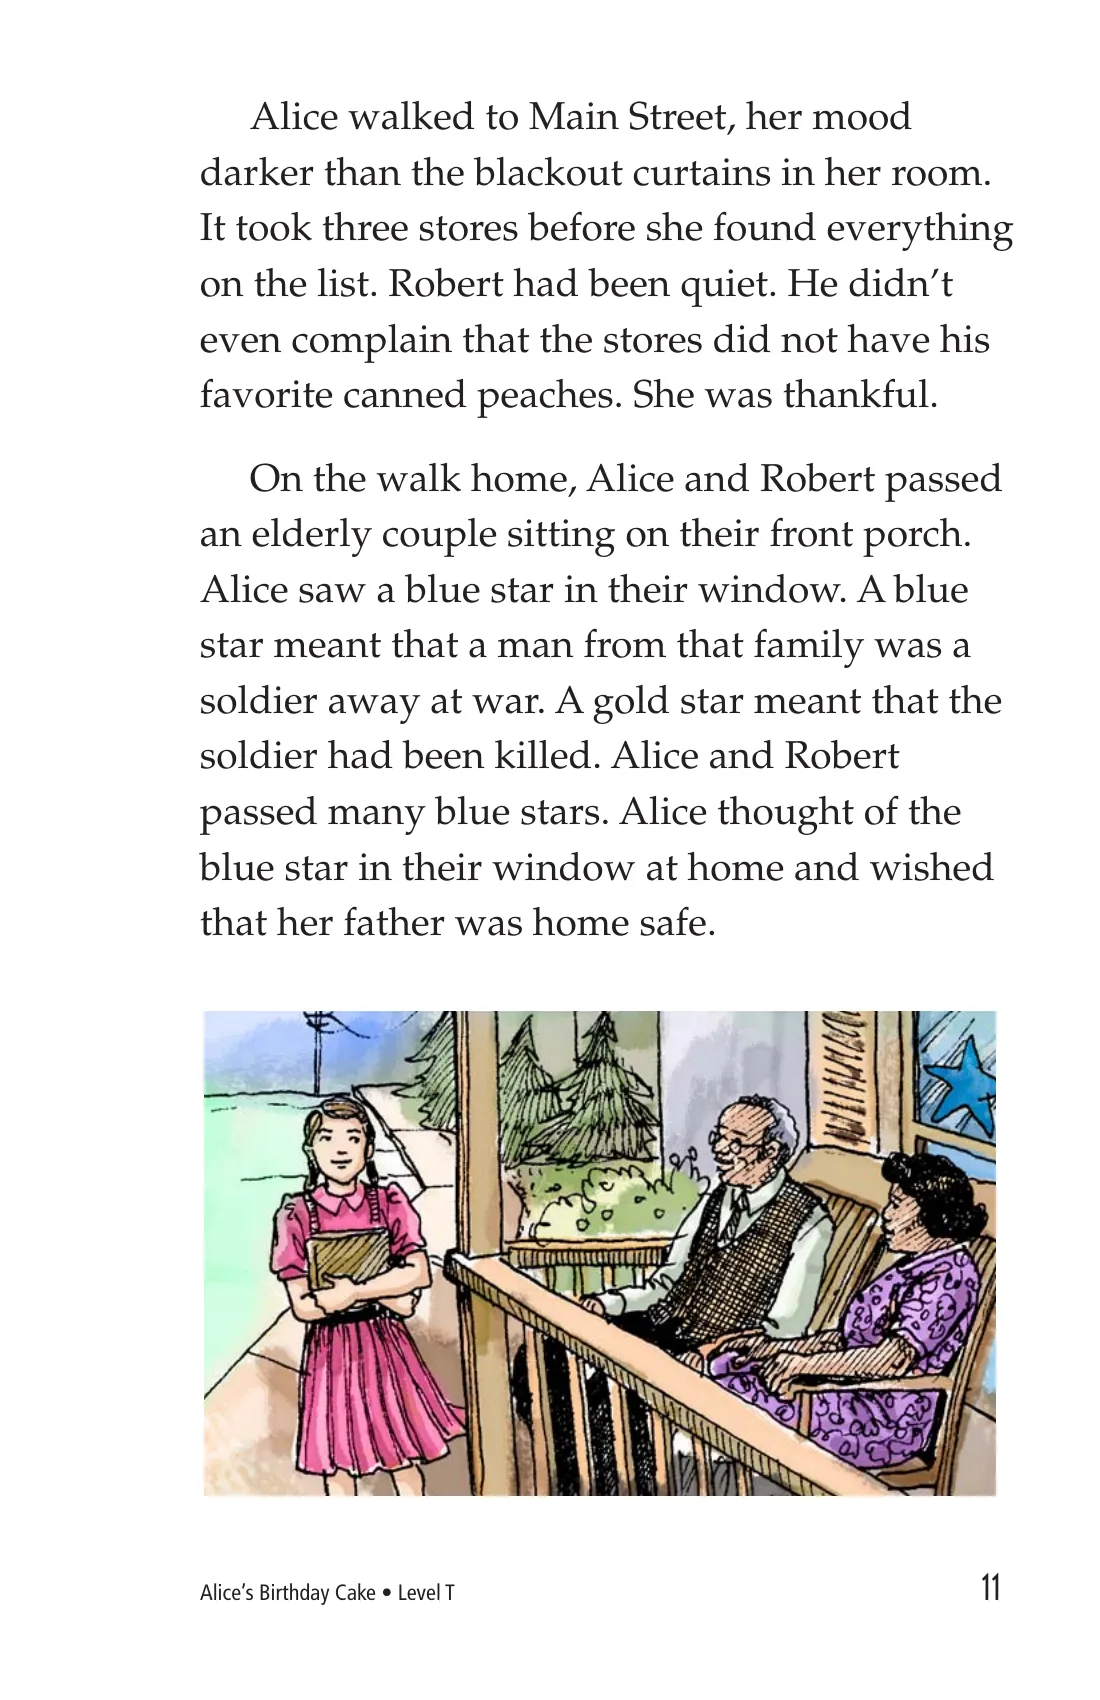 Alice walked to Main Street, her mood
darker than the blackout curtains in her room.
It took three stores before she found everything
on the list. Robert had been quiet. He didn’t
even complain that the stores did not have his
favorite canned peaches. She was thankful.
On the walk home, Alice and Robert passed
an elderly couple sitting on their front porch.
Alice saw a blue star in their window. A blue
star meant that a man from that family was a
soldier away at war. A gold star meant that the
soldier had been killed. Alice and Robert
passed many blue stars. Alice thought of the
blue star in their window at home and wished
that her father was home safe.
Alice’s Birthday Cake • Level T
11